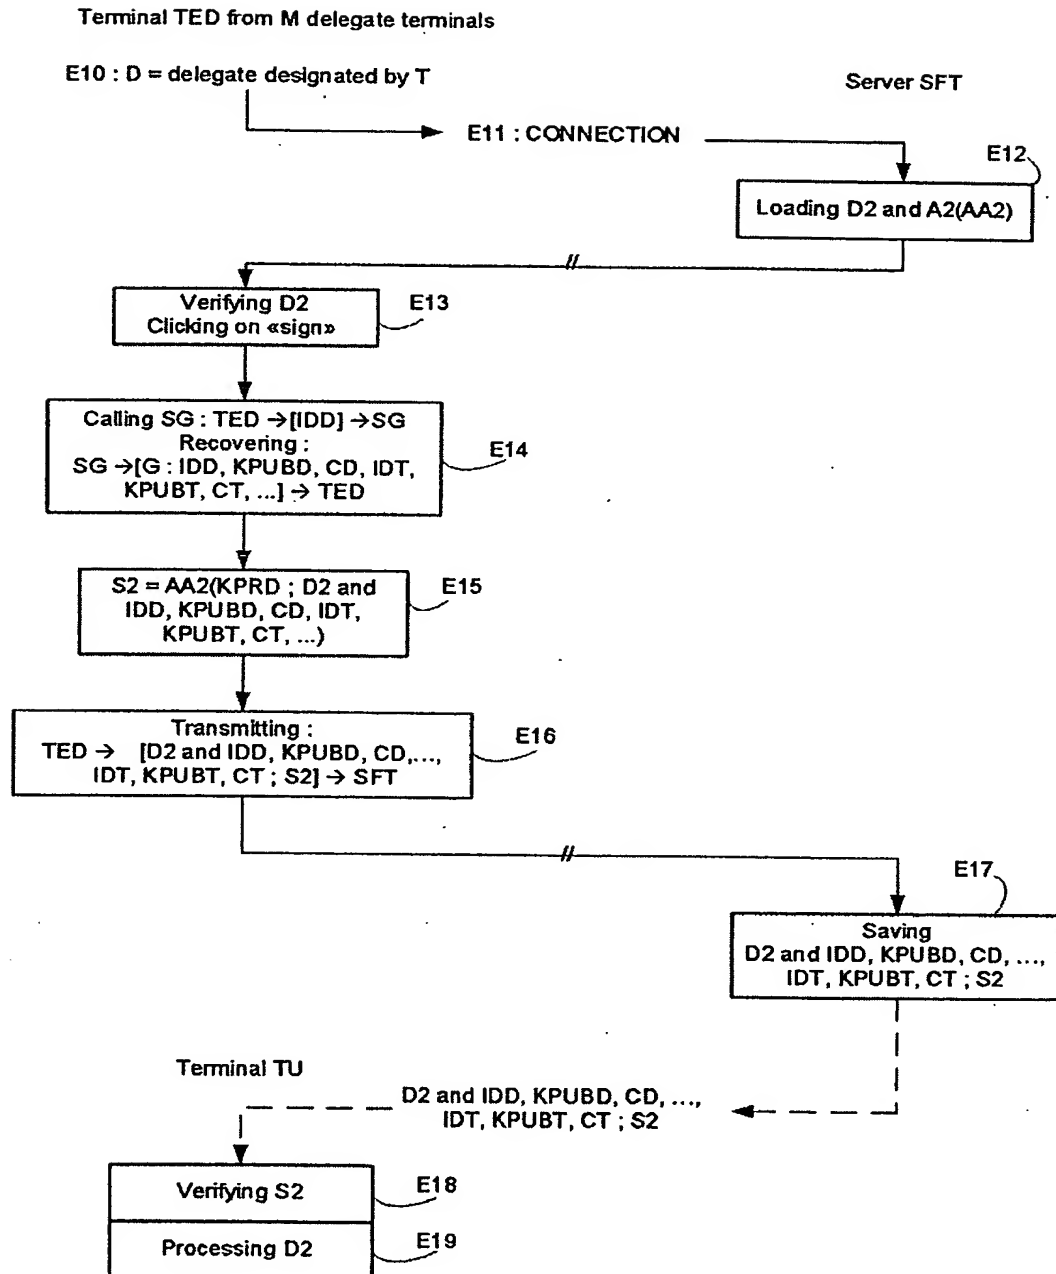 Terminal TED from M delegate terminals
E10 : D = delegate designated by T
Server SFT
E11 : CONNECTION
E12
Loading D2 and A2(AA2)
Verifying D2
Clicking on «sign»
E13
Calling SG : TED →[IDD] →SG
Recovering :
SG →[G : IDD, KPUBD, CD, IDT,
KPUBT, CT, ...] → TED
E14
S2 = AA2(KPRD ; D2 and
IDD, KPUBD, CD, IDT,
KPUBT, CT, ...)
E15
Transmitting :
TED → [D2 and IDD, KPUBD, CD,...,
IDT, KPUBT, CT ; S2] → SFT
E16
E17
Saving
D2 and IDD, KPUBD, CD, ...,
IDT, KPUBT, CT ; S2
Terminal TU
D2 and IDD, KPUBD, CD, ...,
IDT, KPUBT, CT ; S2
Verifying S2
E18
Processing D2
E19